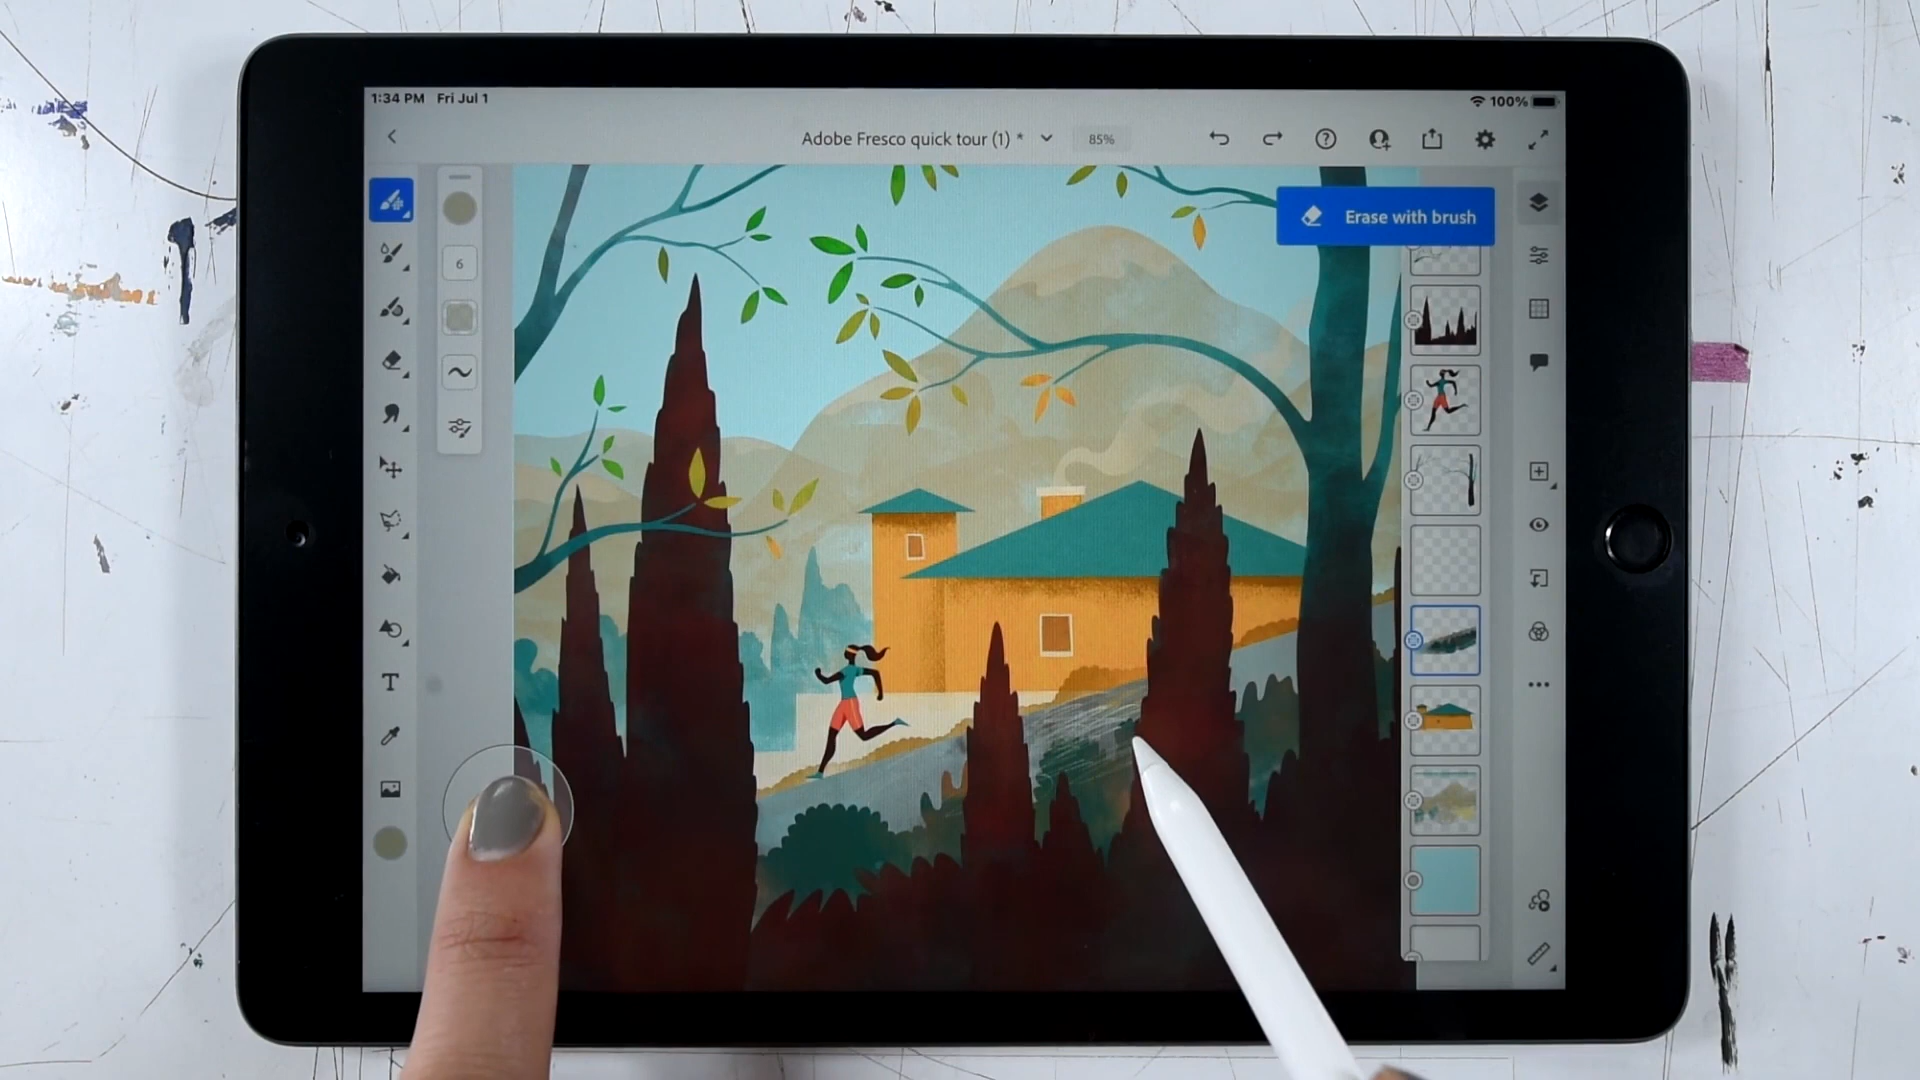 1:34 PM Fri Jul 1
100%
Adobe Fresco quick tour (1) *
85%
Erase with brush
6
T